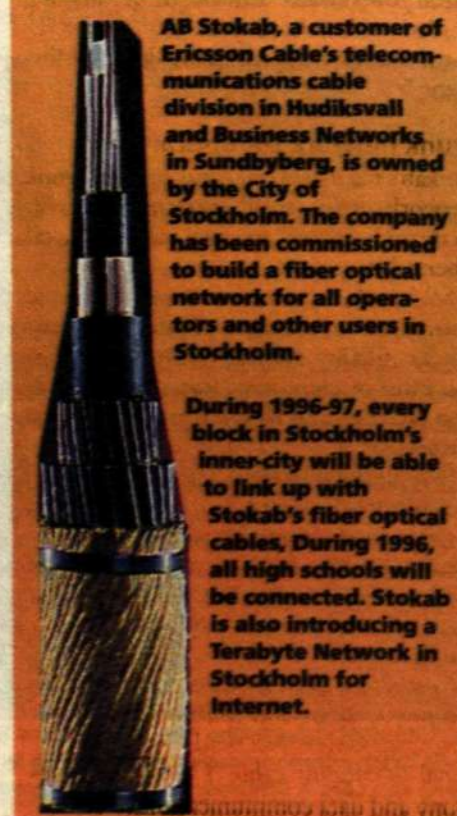 AB Stokab, a customer of
Ericsson Cable's telecom-
munications cable
division in Hudiksvall
and Business Networks
in Sundbyberg, is owned
by the City of
Stockholm. The company
has been commissioned
to build a fiber optical
network for all opera-
tors and other users in
Stockholm.
During 1996-97, every
block in Stockholm's
inner-city will be able
to link up with
Stokab's fiber optical
cables, During 1996,
all high schools will
be connected. Stokab
is also introducing a
Terabyte Network in
Stockholm for
Internet.